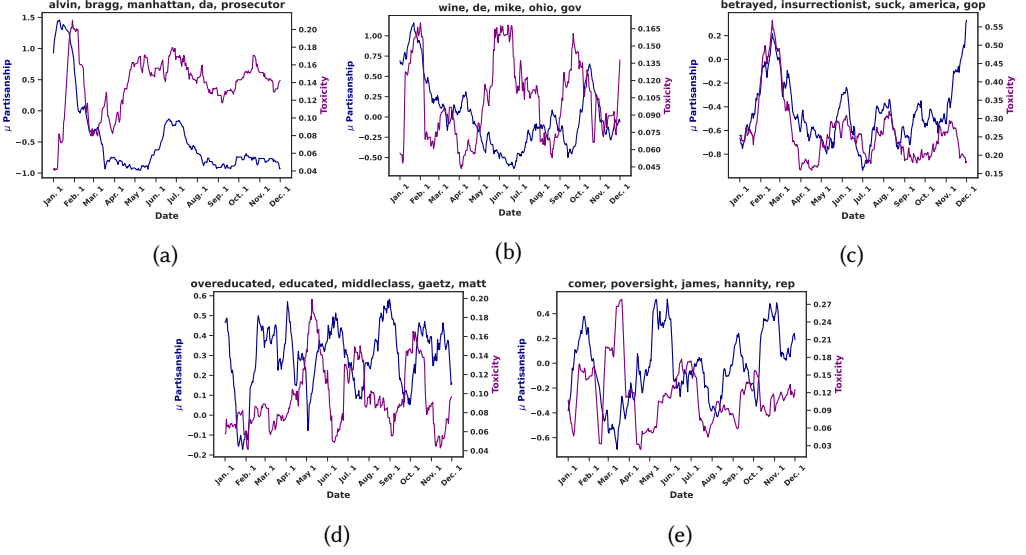 alvin, bragg, manhattan, da, prosecutor
1.5
1.0
0.5
0.0
−0.5
−1.0
μ Partisanship
0.20
0.18
0.16
0.14
0.12
0.10
0.08
0.06
0.04
Toxicity
Jan. 1 Feb. 1 Mar. 1 Apr. 1 May 1 Jun. 1 Jul. 1 Aug. 1 Sep. 1 Oct. 1 Nov. 1 Dec. 1
Date
(a)
wine, de, mike, ohio, gov
1.00
0.75
0.50
0.25
0.00
−0.25
−0.50
μ Partisanship
0.165
0.150
0.135
0.120
0.105
0.090
0.075
0.060
0.045
Toxicity
Jan. 1 Feb. 1 Mar. 1 Apr. 1 May 1 Jun. 1 Jul. 1 Aug. 1 Sep. 1 Oct. 1 Nov. 1 Dec. 1
Date
(b)
betrayed, insurrectionist, suck, america, gop
0.2
0.0
−0.2
−0.4
−0.6
−0.8
μ Partisanship
0.55
0.50
0.45
0.40
0.35
0.30
0.25
0.20
0.15
Toxicity
Jan. 1 Feb. 1 Mar. 1 Apr. 1 May 1 Jun. 1 Jul. 1 Aug. 1 Sep. 1 Oct. 1 Nov. 1 Dec. 1
Date
(c)
overeducated, educated, middleclass, gaetz, matt
0.6
0.5
0.4
0.3
0.2
0.1
0.0
−0.1
−0.2
μ Partisanship
0.20
0.18
0.16
0.14
0.12
0.10
0.08
0.06
0.04
Toxicity
Jan. 1 Feb. 1 Mar. 1 Apr. 1 May 1 Jun. 1 Jul. 1 Aug. 1 Sep. 1 Oct. 1 Nov. 1 Dec. 1
Date
(d)
comer, poversight, james, hannity, rep
0.4
0.2
0.0
−0.2
−0.4
−0.6
μ Partisanship
0.27
0.24
0.21
0.18
0.15
0.12
0.09
0.06
0.03
Toxicity
Jan. 1 Feb. 1 Mar. 1 Apr. 1 May 1 Jun. 1 Jul. 1 Aug. 1 Sep. 1 Oct. 1 Nov. 1 Dec. 1
Date
(e)